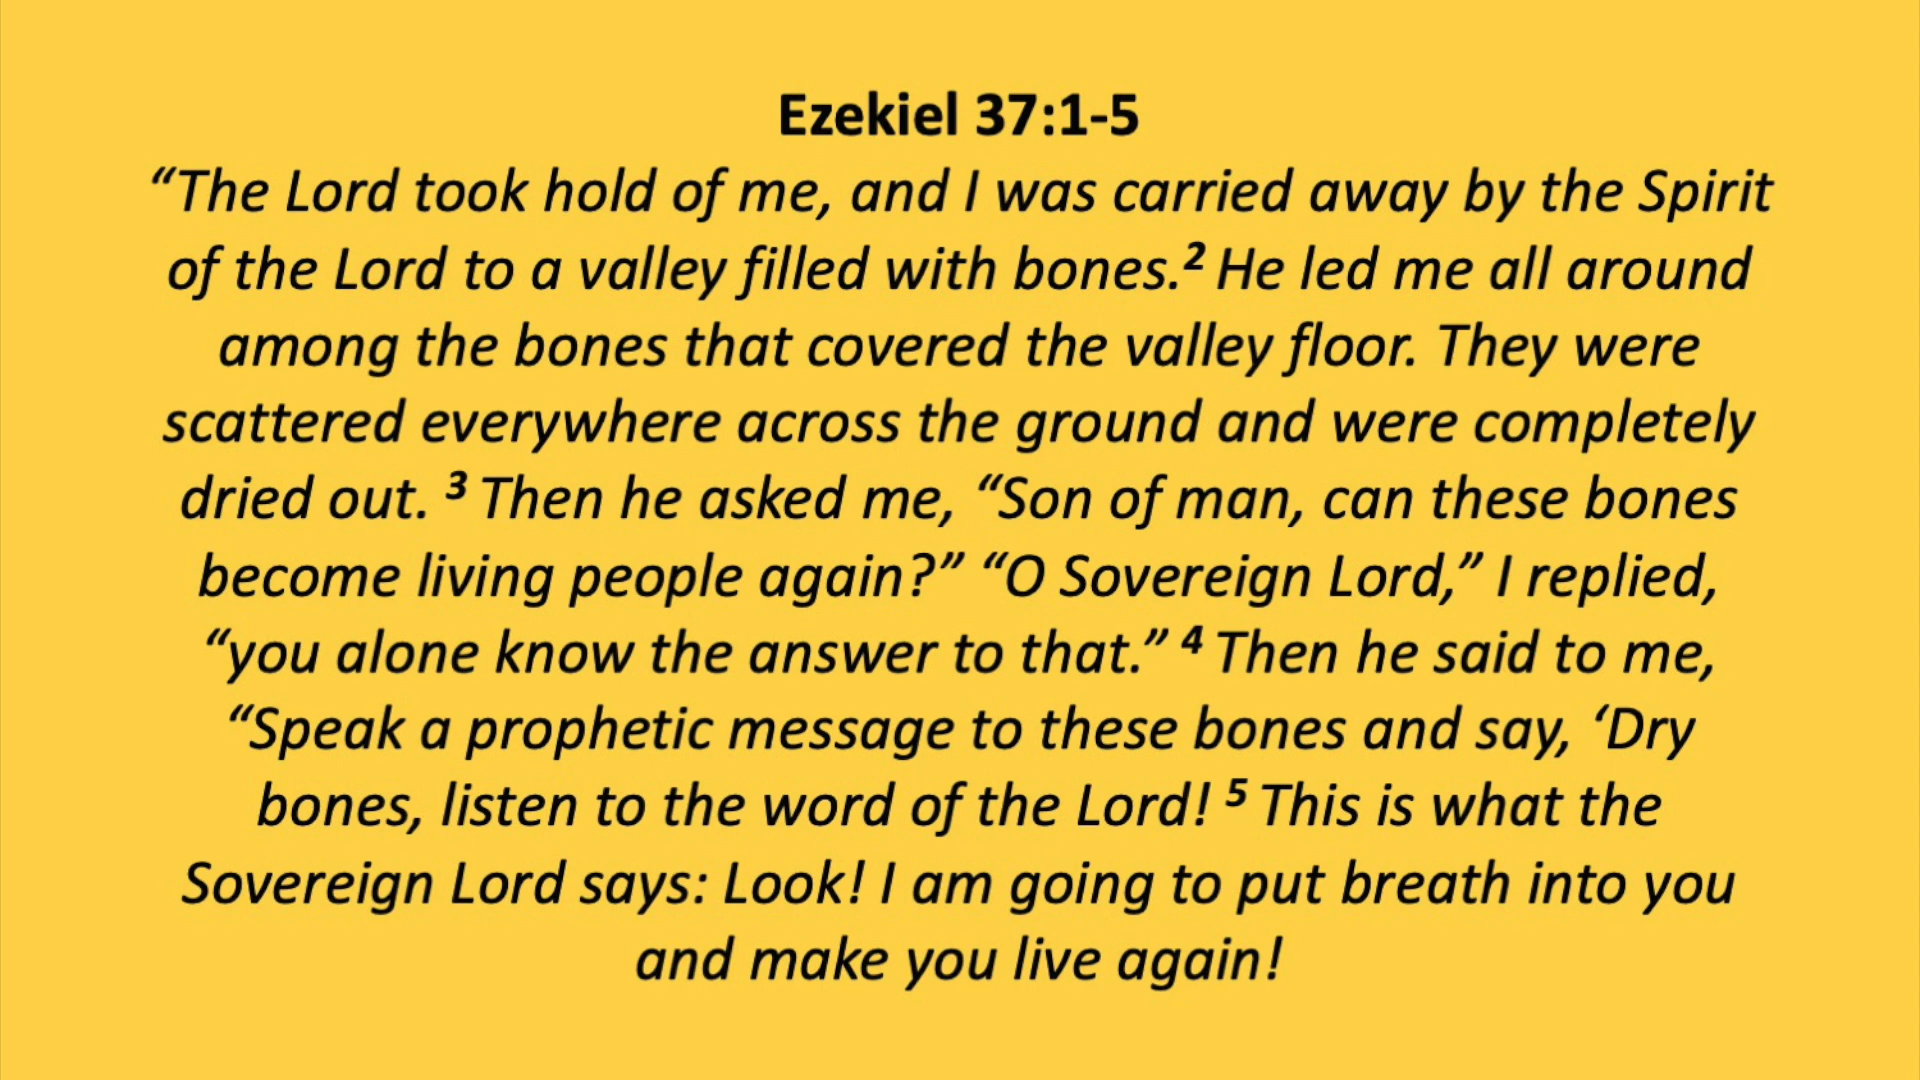 Ezekiel 37:1-5
“The Lord took hold of me, and I was carried away by the Spirit
of the Lord to a valley filled with bones.² He led me all around
among the bones that covered the valley floor. They were
scattered everywhere across the ground and were completely
dried out. ³ Then he asked me, “Son of man, can these bones
become living people again?” “O Sovereign Lord,” I replied,
“you alone know the answer to that.” ⁴ Then he said to me,
“Speak a prophetic message to these bones and say, ‘Dry
bones, listen to the word of the Lord! ⁵ This is what the
Sovereign Lord says: Look! I am going to put breath into you
and make you live again!